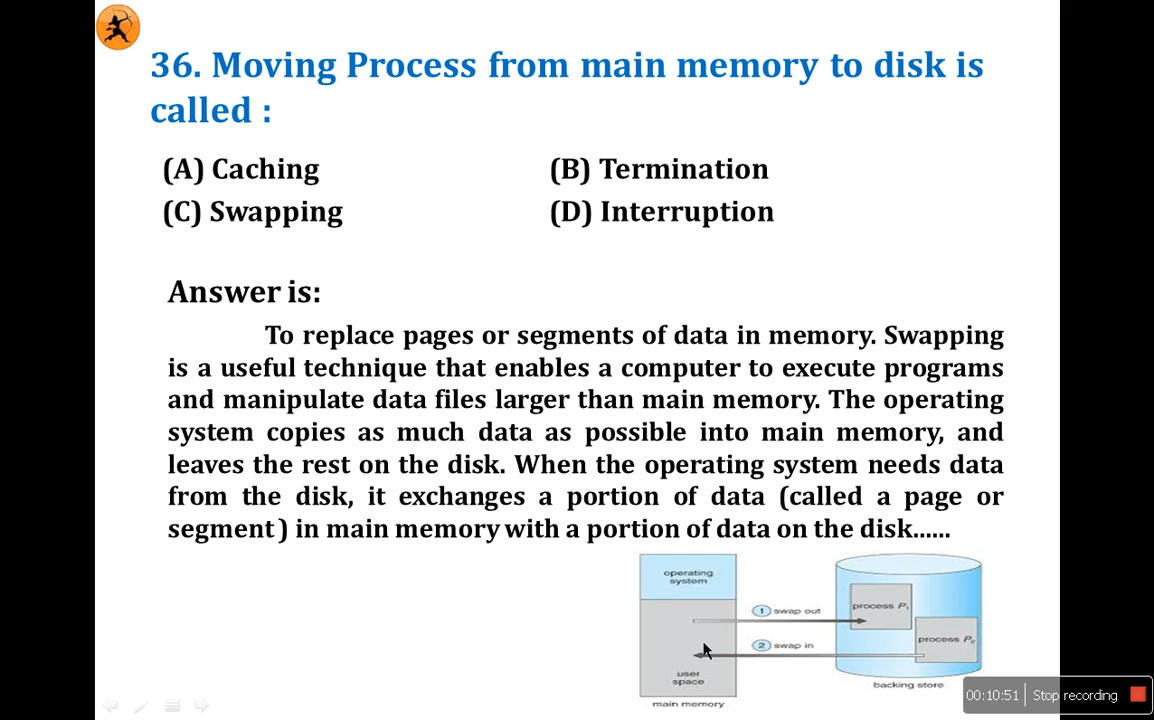 36. Moving Process from main memory to disk is
called :
(A) Caching (B) Termination
(C) Swapping (D) Interruption
Answer is:
To replace pages or segments of data in memory. Swapping
is a useful technique that enables a computer to execute programs
and manipulate data files larger than main memory. The operating
system copies as much data as possible into main memory, and
leaves the rest on the disk. When the operating system needs data
from the disk, it exchanges a portion of data (called a page or
segment) in main memory with a portion of data on the disk......
operating
system
1 swap out
process P1
2 swap in
process P2
user
space
backing store
main memory
00:10:51 Stop recording